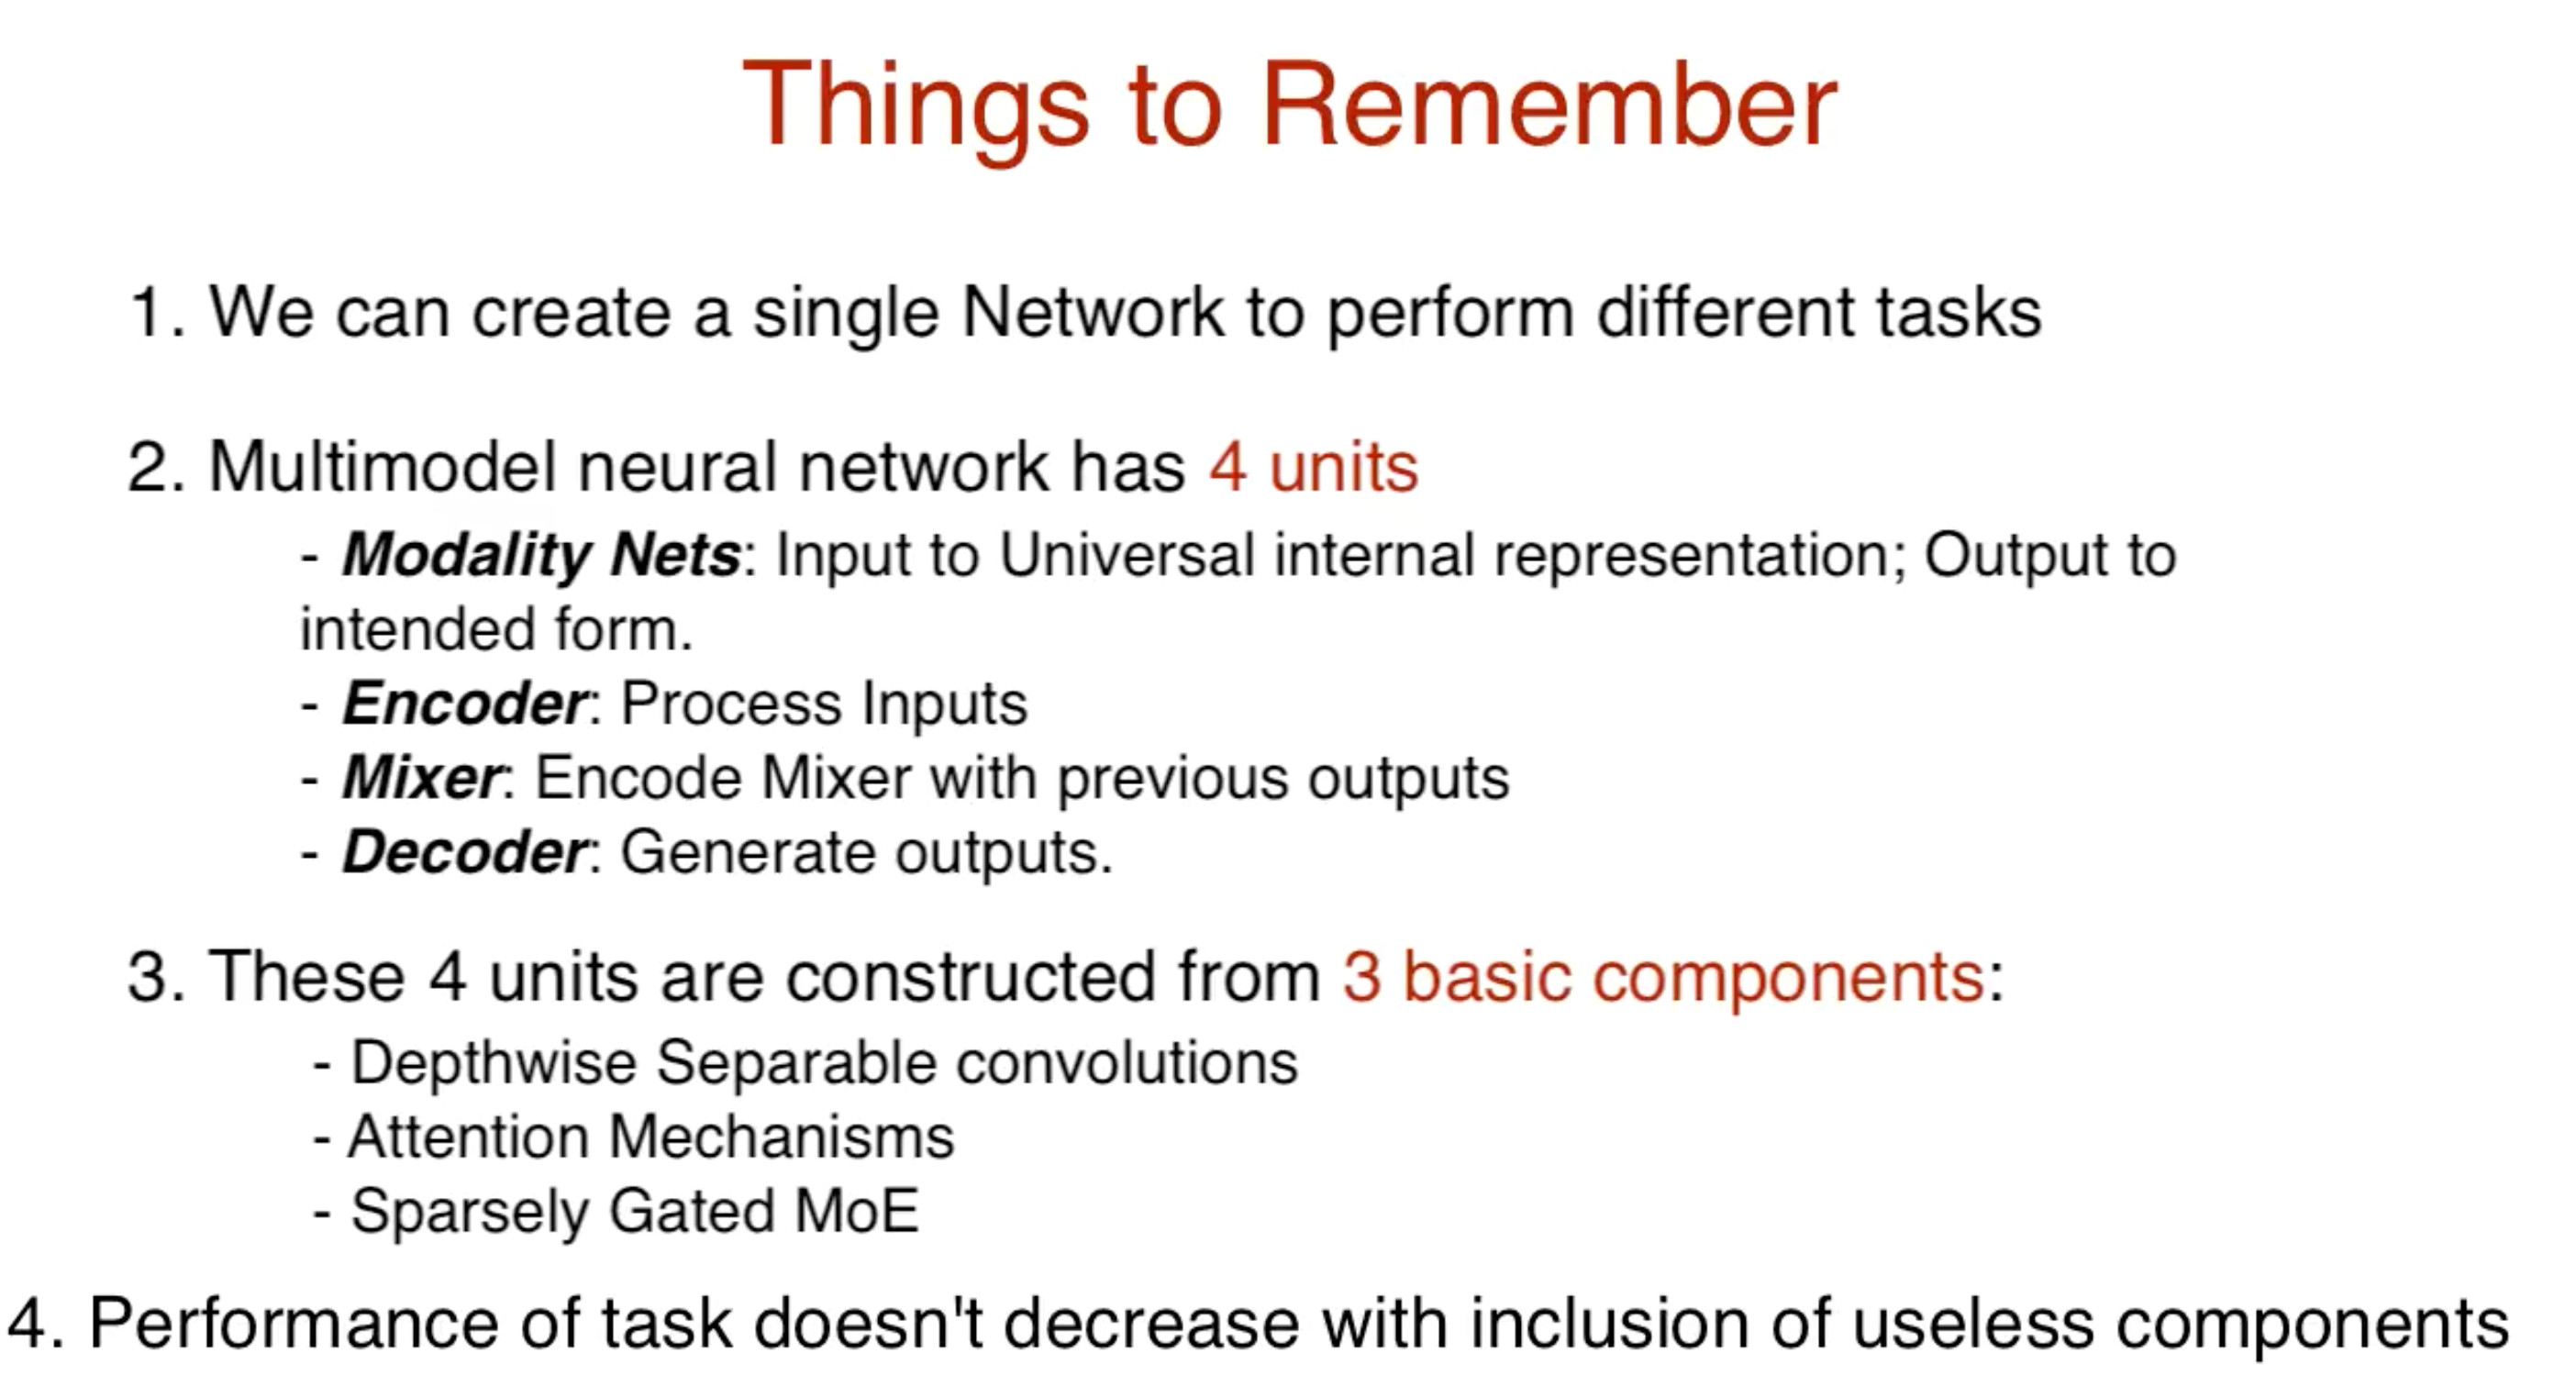 Things to Remember
1. We can create a single Network to perform different tasks
2. Multimodel neural network has 4 units
- Modality Nets: Input to Universal internal representation; Output to
intended form.
- Encoder: Process Inputs
- Mixer: Encode Mixer with previous outputs
- Decoder: Generate outputs.
3. These 4 units are constructed from 3 basic components:
- Depthwise Separable convolutions
- Attention Mechanisms
- Sparsely Gated MoE
4. Performance of task doesn't decrease with inclusion of useless components